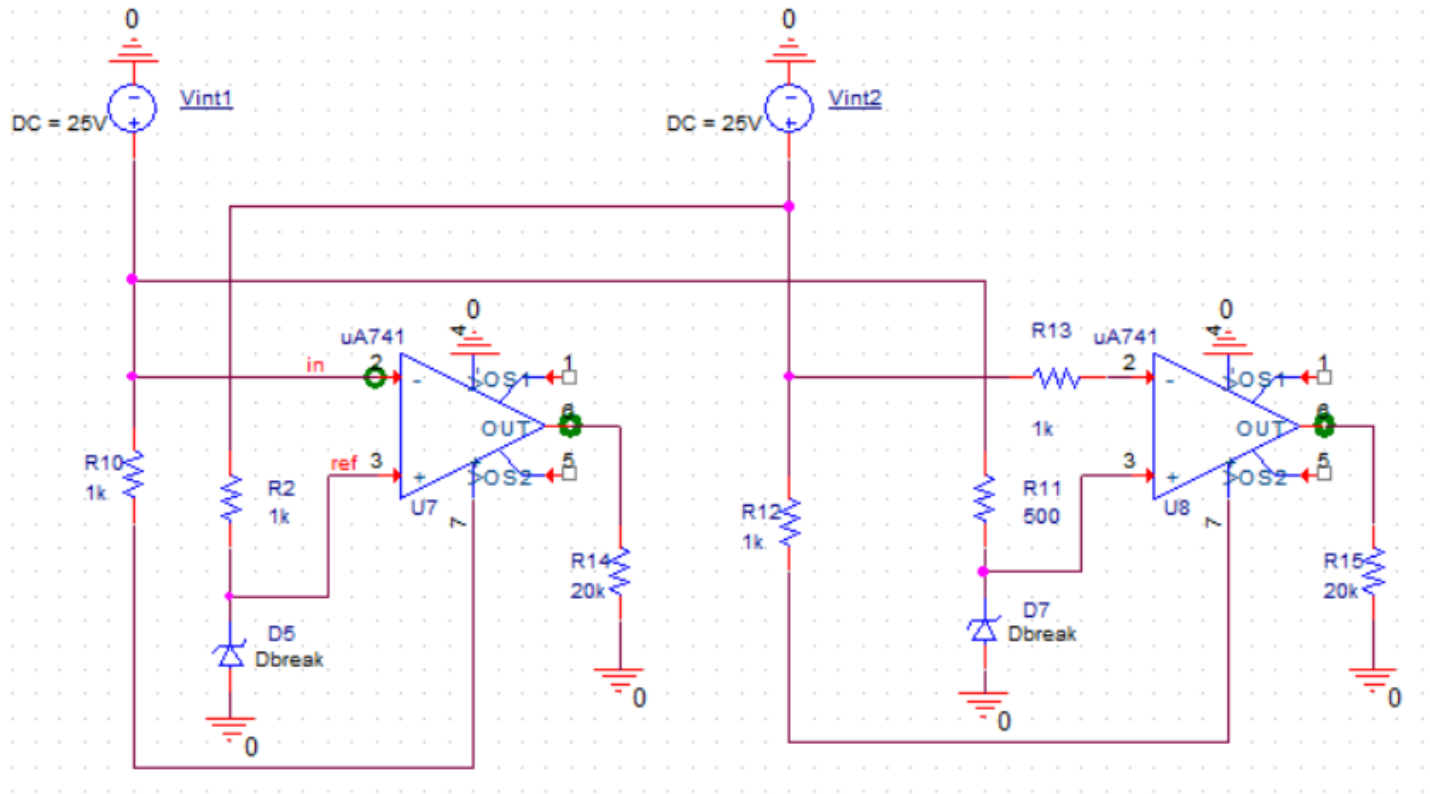 0
0
Vint1
DC = 25V
Vint2
DC = 25V
0
0
uA741
4
R13
uA741
4
in
2
-
OS1
1
2
-
OS1
1
OUT
6
1k
OUT
6
R10
1k
ref
3
+
OS2
5
U7
7
R2
1k
R12
1k
R11
500
3
+
OS2
5
U8
7
R14
20k
R15
20k
D5
Dbreak
D7
Dbreak
0
0
0
0